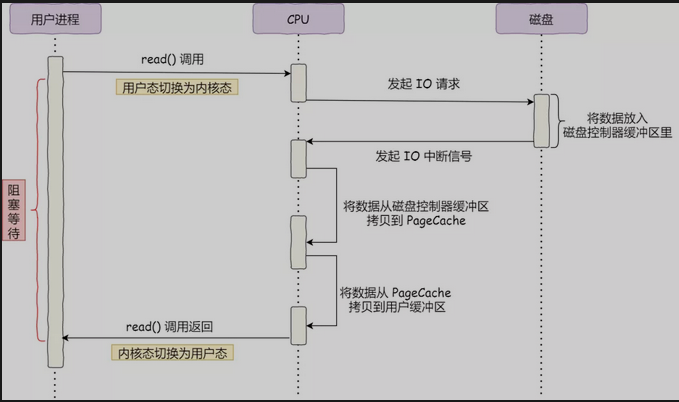 用户进程
CPU
磁盘
read() 调用
用户态切换为内核态
发起 IO 请求
将数据放入
磁盘控制器缓冲区里
发起 IO 中断信号
阻
塞
等
待
将数据从磁盘控制器缓冲区
拷贝到 PageCache
将数据从 PageCache
拷贝到用户缓冲区
read() 调用返回
内核态切换为用户态